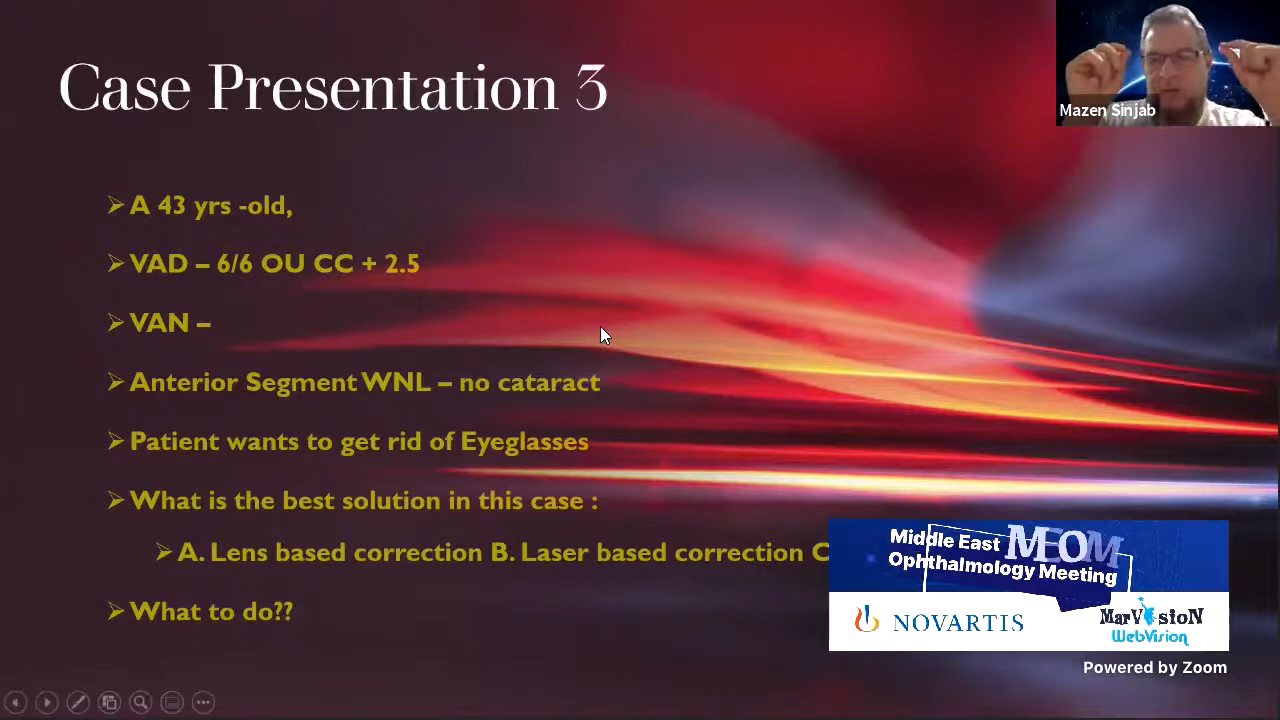 Case Presentation 3
Mazen Sinjab
A 43 yrs -old,
VAD – 6/6 OU CC + 2.5
VAN –
Anterior Segment WNL – no cataract
Patient wants to get rid of Eyeglasses
What is the best solution in this case :
A. Lens based correction B. Laser based correction C
What to do??
Middle East
Ophthalmology Meeting
MEOM
NOVARTIS
MarVisioN
WebVision
Powered by Zoom